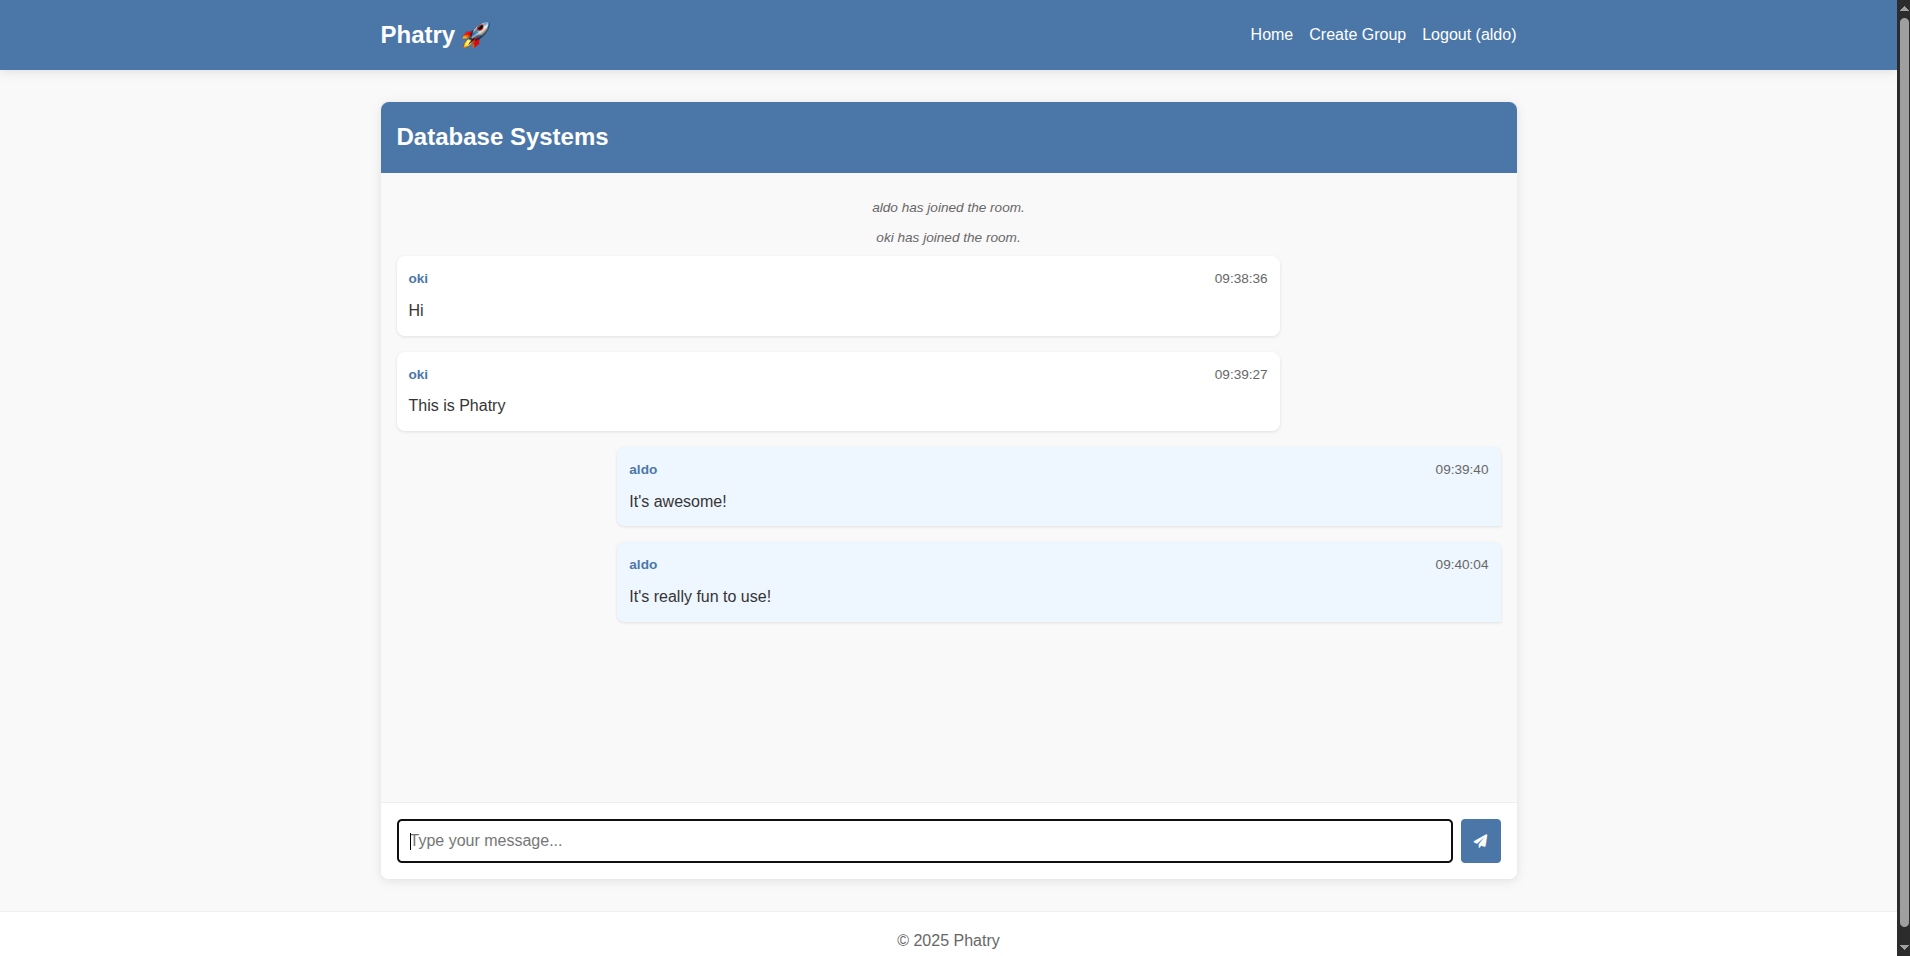 Phatry 🚀
Home Create Group Logout (aldo)
Database Systems
aldo has joined the room.
oki has joined the room.
oki 09:38:36
Hi
oki 09:39:27
This is Phatry
aldo 09:39:40
It's awesome!
aldo 09:40:04
It's really fun to use!
Type your message...
© 2025 Phatry